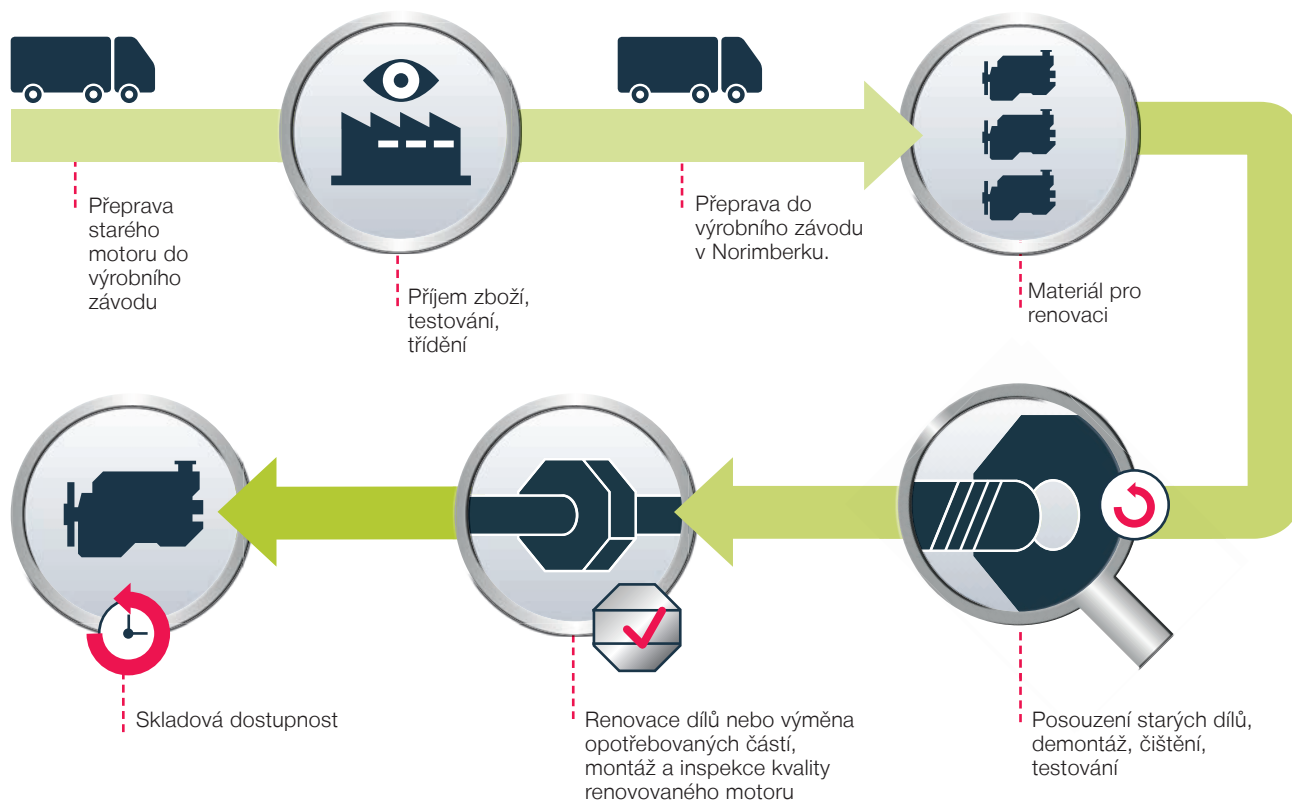 Přeprava
starého
motoru do
výrobního
závodu
Příjem zboží,
testování,
třídění
Přeprava do
výrobního závodu
v Norimberku.
Materiál pro
renovaci
Posouzení starých dílů,
demontáž, čištění,
testování
Renovace dílů nebo výměna
opotřebovaných částí,
montáž a inspekce kvality
renovovaného motoru
Skladová dostupnost